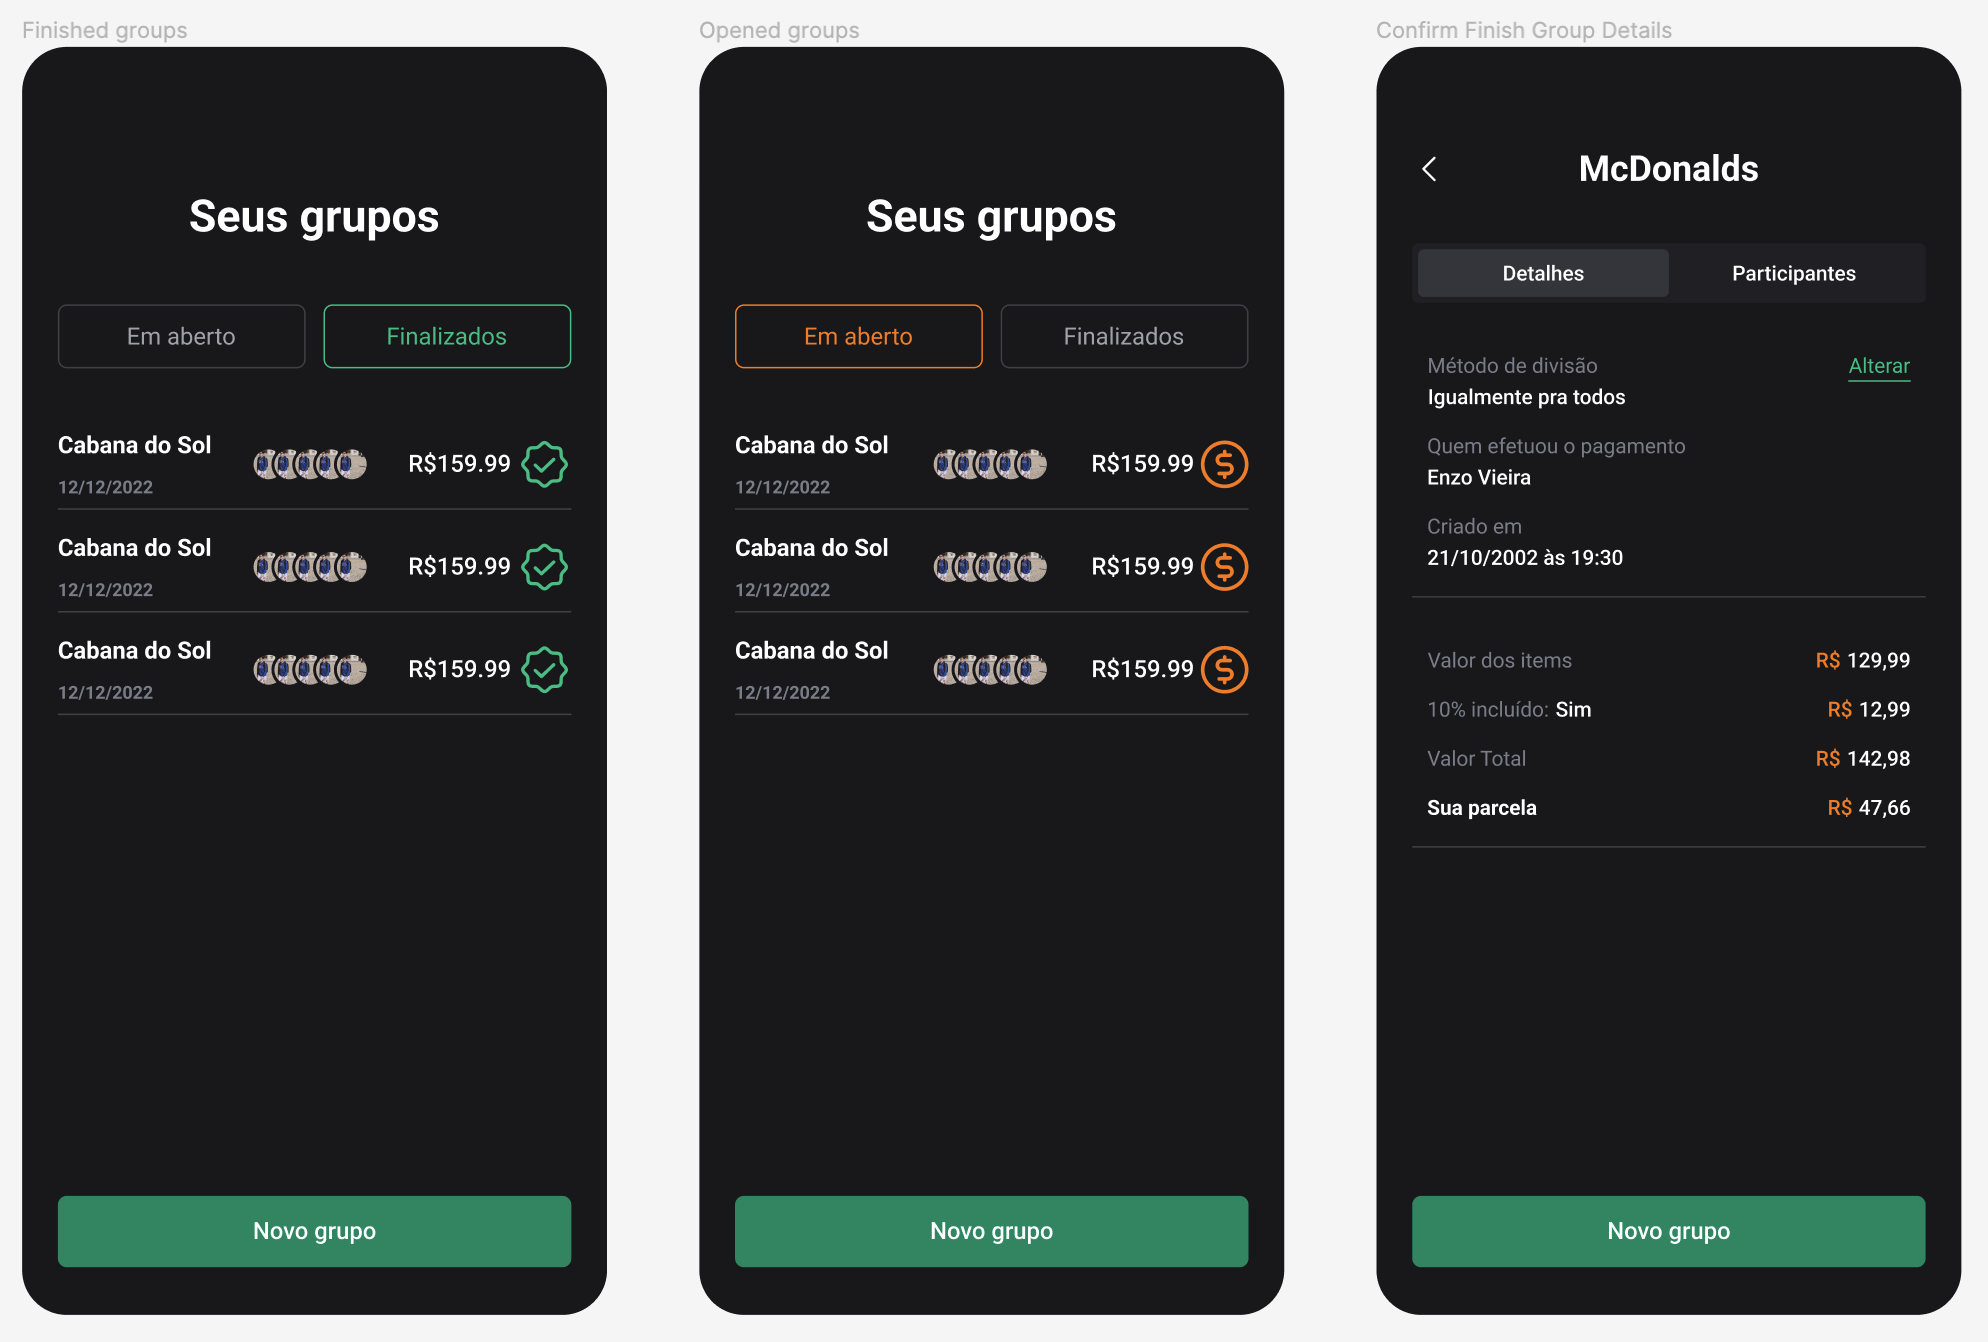 Finished groups
Seus grupos
Em aberto
Finalizados
Cabana do Sol
12/12/2022
R$159.99
Cabana do Sol
12/12/2022
R$159.99
Cabana do Sol
12/12/2022
R$159.99
Novo grupo
Opened groups
Seus grupos
Em aberto
Finalizados
Cabana do Sol
12/12/2022
R$159.99
Cabana do Sol
12/12/2022
R$159.99
Cabana do Sol
12/12/2022
R$159.99
Novo grupo
Confirm Finish Group Details
McDonalds
Detalhes
Participantes
Método de divisão
Alterar
Igualmente pra todos
Quem efetuou o pagamento
Enzo Vieira
Criado em
21/10/2002 às 19:30
Valor dos items R$ 129,99
10% incluído: Sim R$ 12,99
Valor Total R$ 142,98
Sua parcela R$ 47,66
Novo grupo